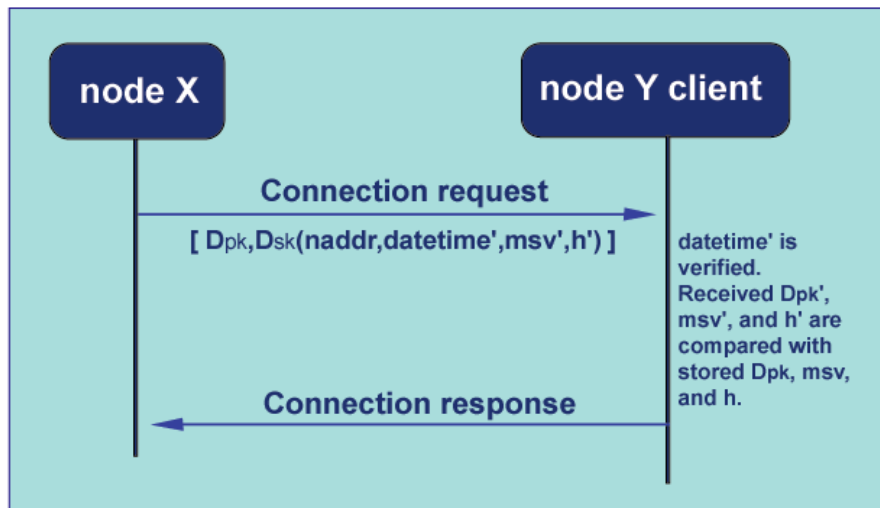 node X
node Y client
Connection request
[ Dpk,Dsk(naddr,datetime',msv',h') ]
datetime' is
verified.
Received Dpk',
msv', and h' are
compared with
stored Dpk, msv,
and h.
Connection response